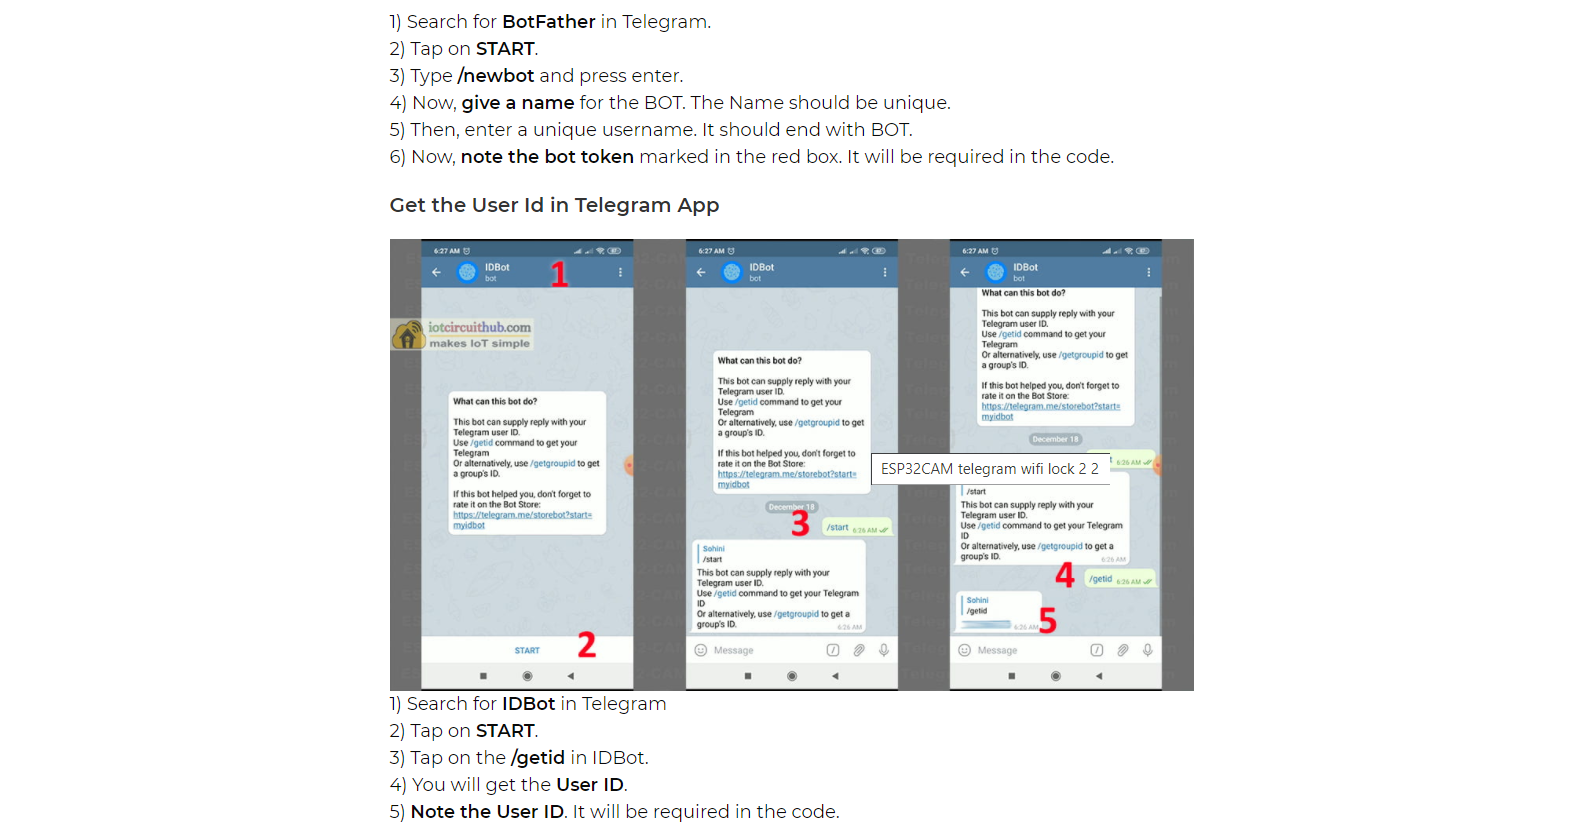 1) Search for BotFather in Telegram.
2) Tap on START.
3) Type /newbot and press enter.
4) Now, give a name for the BOT. The Name should be unique.
5) Then, enter a unique username. It should end with BOT.
6) Now, note the bot token marked in the red box. It will be required in the code.
Get the User Id in Telegram App
6:27 AM
IDBot
bot
1
iotcircuithub.com
makes IoT simple
What can this bot do?
This bot can supply reply with your
Telegram user ID.
Use /getid command to get your
Telegram
Or alternatively, use /getgroupid to get
a group's ID.
If this bot helped you, don't forget to
rate it on the Bot Store:
https://telegram.me/storebot?start=
myidbot
START
2
6:27 AM
IDBot
bot
What can this bot do?
This bot can supply reply with your
Telegram user ID.
Use /getid command to get your
Telegram
Or alternatively, use /getgroupid to get
a group's ID.
If this bot helped you, don't forget to
rate it on the Bot Store:
https://telegram.me/storebot?start=
myidbot
December 18
3
/start 6:26 AM
Sohini
/start
This bot can supply reply with your
Telegram user ID.
Use /getid command to get your Telegram
ID
Or alternatively, use /getgroupid to get a
group's ID.
6:26 AM
Message
6:27 AM
IDBot
bot
What can this bot do?
This bot can supply reply with your
Telegram user ID.
Use /getid command to get your
Telegram
Or alternatively, use /getgroupid to get
a group's ID.
If this bot helped you, don't forget to
rate it on the Bot Store:
https://telegram.me/storebot?start=
myidbot
December 18
6:26 AM
ESP32CAM telegram wifi lock 2 2
/start
This bot can supply reply with your
Telegram user ID.
Use /getid command to get your Telegram
ID
Or alternatively, use /getgroupid to get a
group's ID.
6:26 AM
4
/getid 6:26 AM
Sohini
/getid
6:26 AM
5
Message
1) Search for IDBot in Telegram
2) Tap on START.
3) Tap on the /getid in IDBot.
4) You will get the User ID.
5) Note the User ID. It will be required in the code.